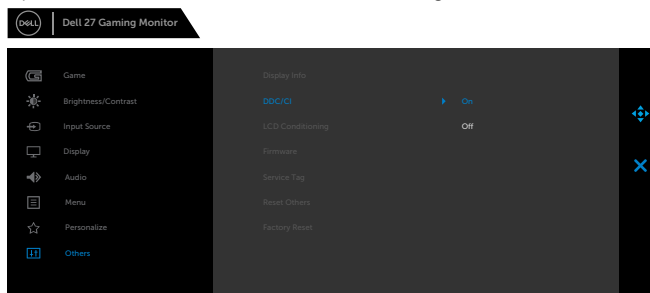 DELL
Dell 27 Gaming Monitor
Game
Display Info
Brightness/Contrast
DDC/CI
On
Input Source
LCD Conditioning
Off
Display
Firmware
Audio
Service Tag
Menu
Reset Others
Personalize
Factory Reset
Others